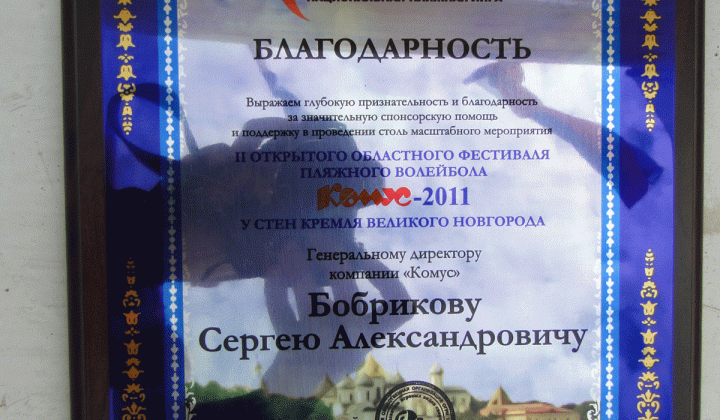 БЛАГОДАРНОСТЬ
Выражаем глубокую признательность и благодарность
за значительную спонсорскую помощь
и поддержку в проведении столь масштабного мероприятия
II ОТКРЫТОГО ОБЛАСТНОГО ФЕСТИВАЛЯ
ПЛЯЖНОГО ВОЛЕЙБОЛА
Комус-2011
У СТЕН КРЕМЛЯ ВЕЛИКОГО НОВГОРОДА
Генеральному директору
компании «Комус»
Бобрикову
Сергею Александровичу